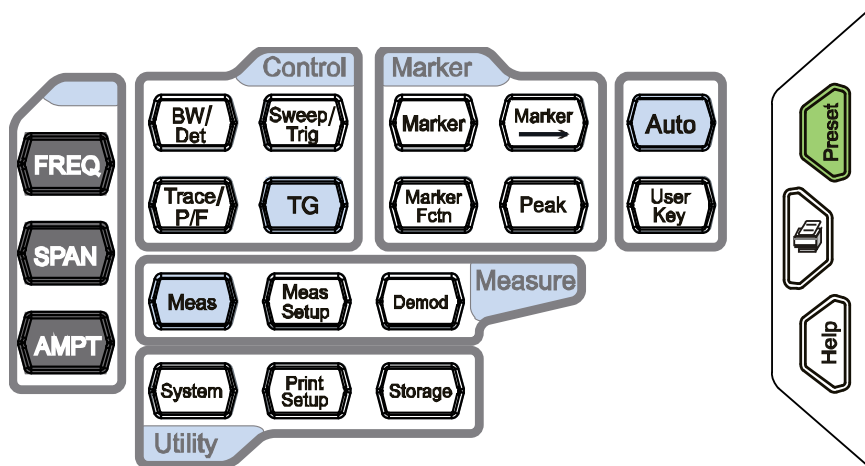 Control
Marker
BW/
Det
Sweep/
Trig
Marker
Marker
Auto
Preset
FREQ
Trace/
P/F
TG
Marker
Fctn
Peak
User
Key
SPAN
Meas
Meas
Setup
Demod
Measure
AMPT
Help
System
Print
Setup
Storage
Utility